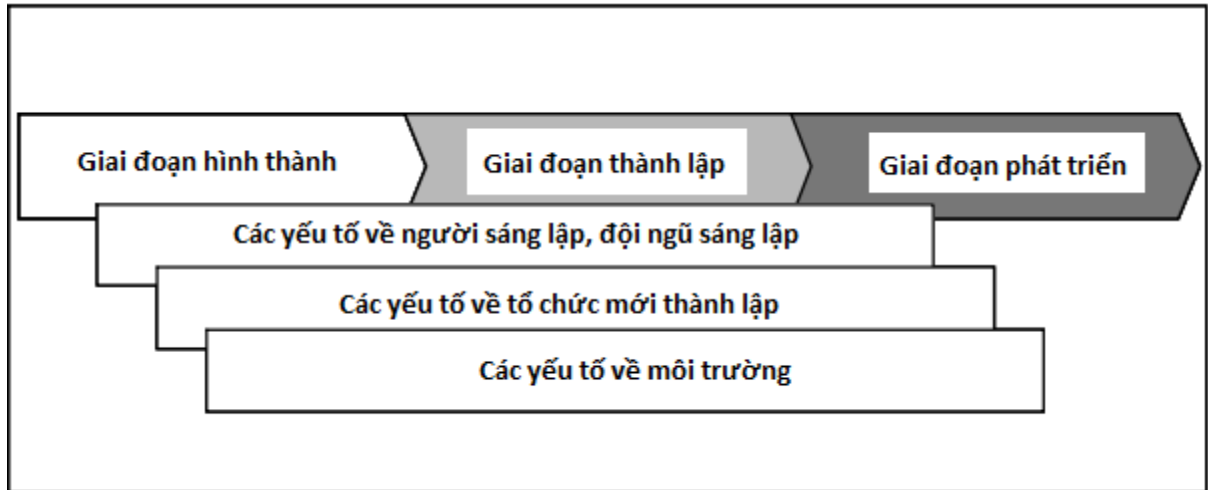 Giai đoạn hình thành
Giai đoạn thành lập
Giai đoạn phát triển
Các yếu tố về người sáng lập, đội ngũ sáng lập
Các yếu tố về tổ chức mới thành lập
Các yếu tố về môi trường